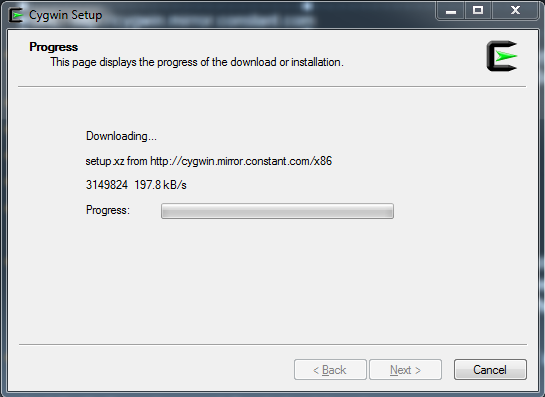 Cygwin Setup
Progress
This page displays the progress of the download or installation.
Downloading...
setup.xz from http://cygwin.mirror.constant.com/x86
3149824 197.8 kB/s
Progress:
< Back
Next >
Cancel